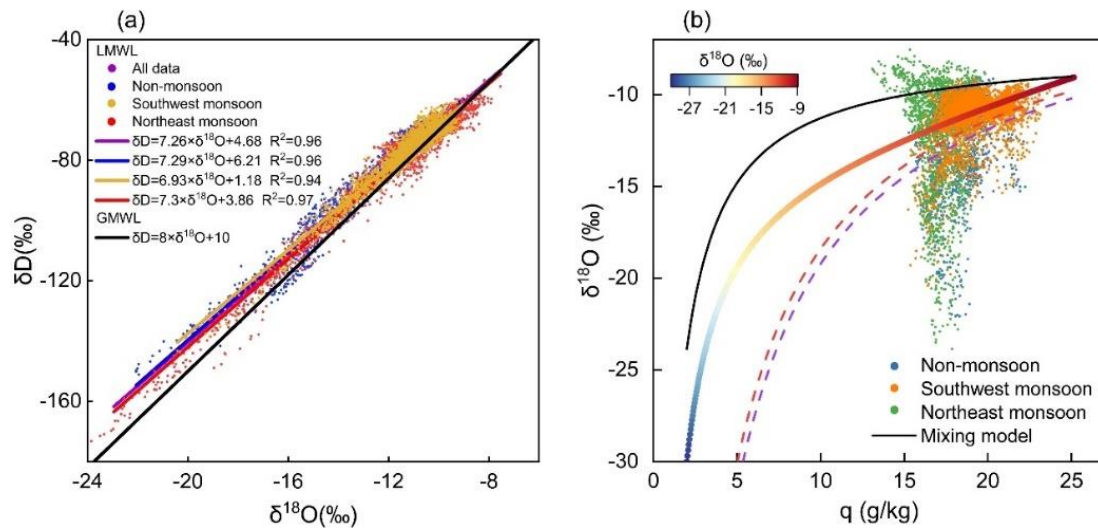 (a)
-40
-80
-120
-160
δD(‰)
LMWL
All data
Non-monsoon
Southwest monsoon
Northeast monsoon
δD=7.26×δ¹⁸O+4.68 R²=0.96
δD=7.29×δ¹⁸O+6.21 R²=0.96
δD=6.93×δ¹⁸O+1.18 R²=0.94
δD=7.3×δ¹⁸O+3.86 R²=0.97
GMWL
δD=8×δ¹⁸O+10
-24 -20 -16 -12 -8
δ¹⁸O(‰)
(b)
-10
-15
-20
-25
-30
δ¹⁸O (‰)
δ¹⁸O (‰)
-27 -21 -15 -9
Non-monsoon
Southwest monsoon
Northeast monsoon
Mixing model
0 5 10 15 20 25
q (g/kg)